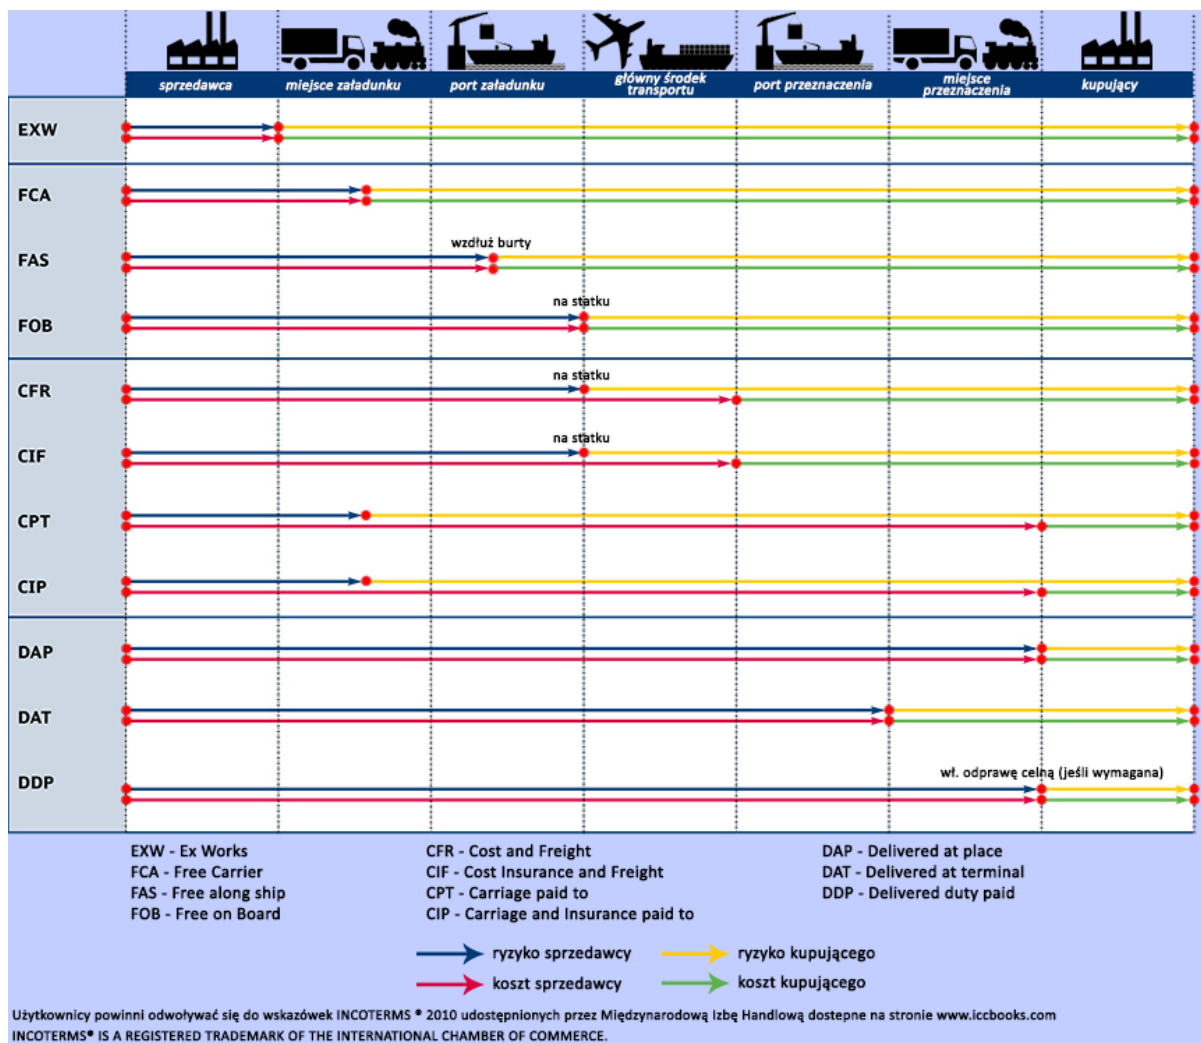 sprzedawca
miejsce załadunku
port załadunku
główny środek
transportu
port przeznaczenia
miejsce
przeznaczenia
kupujący
EXW
FCA
wzdłuż burty
FAS
na statku
FOB
na statku
CFR
na statku
CIF
CPT
CIP
DAP
DAT
wł. odprawę celną (jeśli wymagana)
DDP
EXW - Ex Works
FCA - Free Carrier
FAS - Free along ship
FOB - Free on Board
CFR - Cost and Freight
CIF - Cost Insurance and Freight
CPT - Carriage paid to
CIP - Carriage and Insurance paid to
DAP - Delivered at place
DAT - Delivered at terminal
DDP - Delivered duty paid
ryzyko sprzedawcy
ryzyko kupującego
koszt sprzedawcy
koszt kupującego
Użytkownicy powinni odwoływać się do wskazówek INCOTERMS ® 2010 udostępnionych przez Międzynarodową Izbę Handlową dostepne na stronie www.iccbooks.com
INCOTERMS® IS A REGISTERED TRADEMARK OF THE INTERNATIONAL CHAMBER OF COMMERCE.